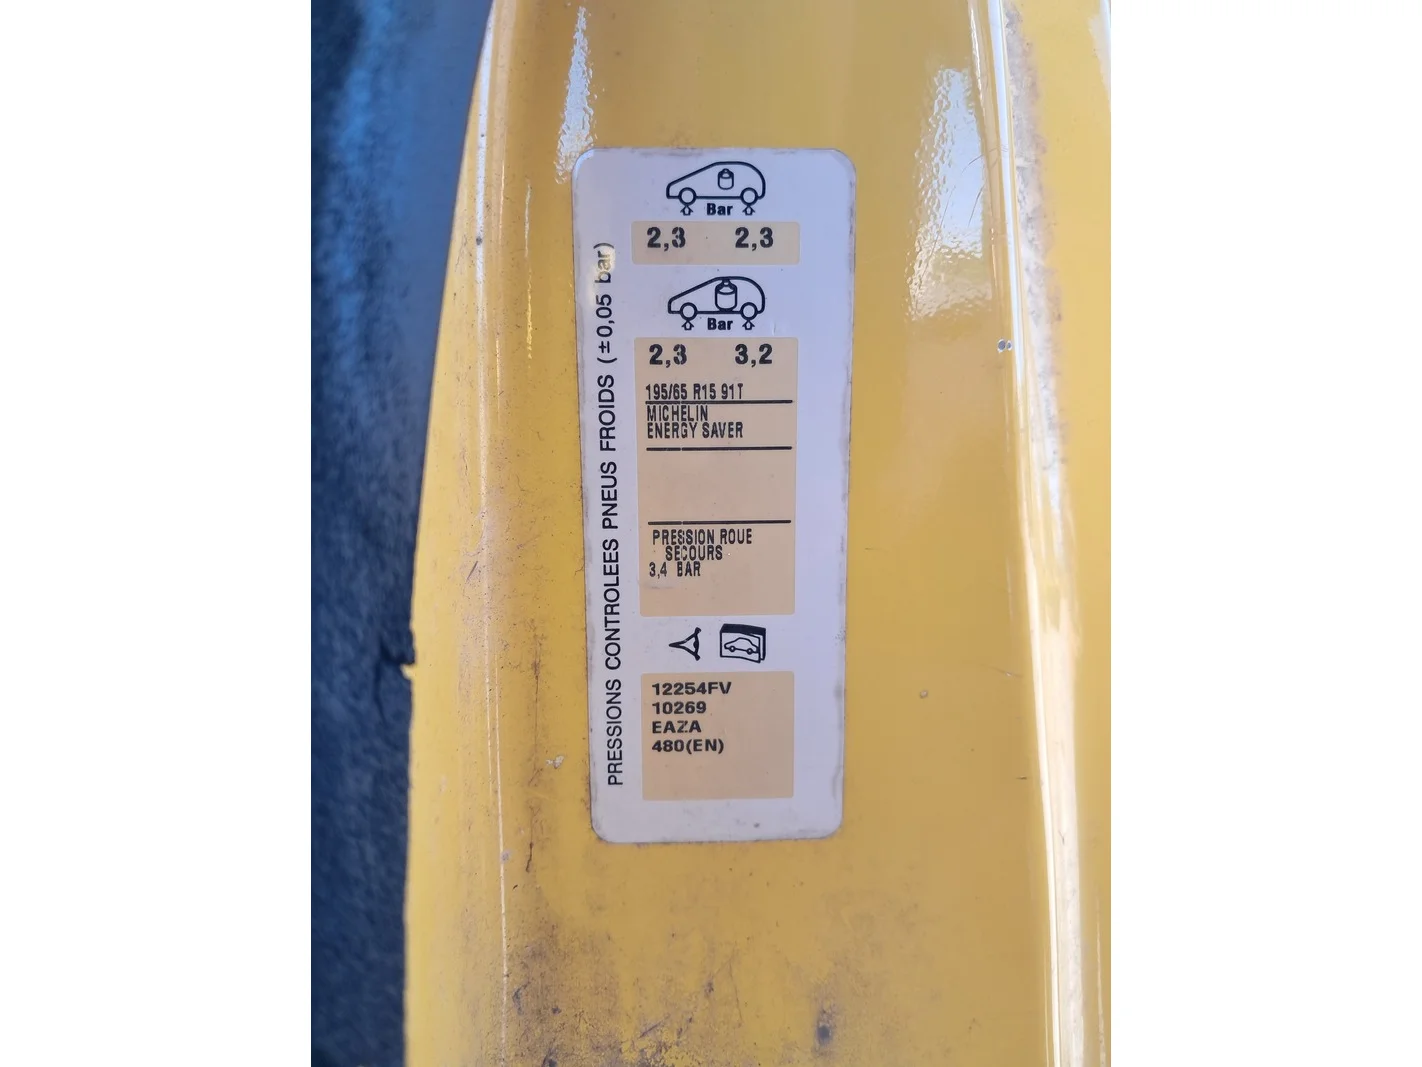 Bar
2,3 2,3
Bar
2,3 3,2
195/65 R15 91T
MICHELIN
ENERGY SAVER
PRESSION ROUE
SECOURS
3,4 BAR
12254FV
10269
EAZA
480(EN)
PRESSIONS CONTROLEES PNEUS FROIDS (±0,05 bar)